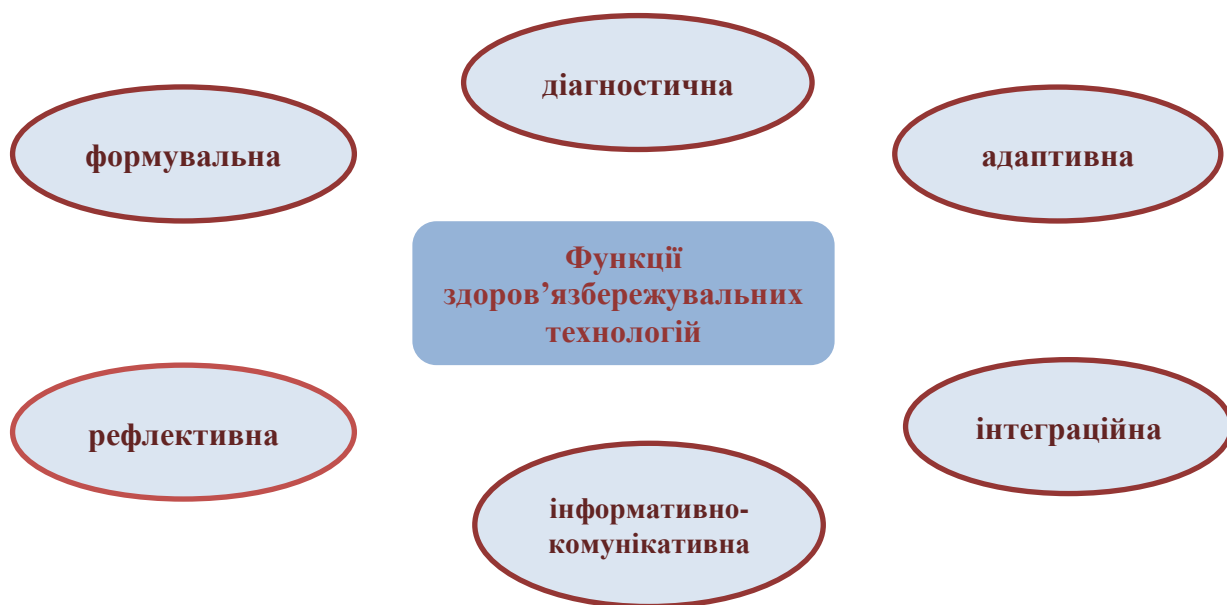 діагностична
формувальна
адаптивна
Функції
здоров’язбережувальних
технологій
рефлективна
інтеграційна
інформативно-
комунікативна